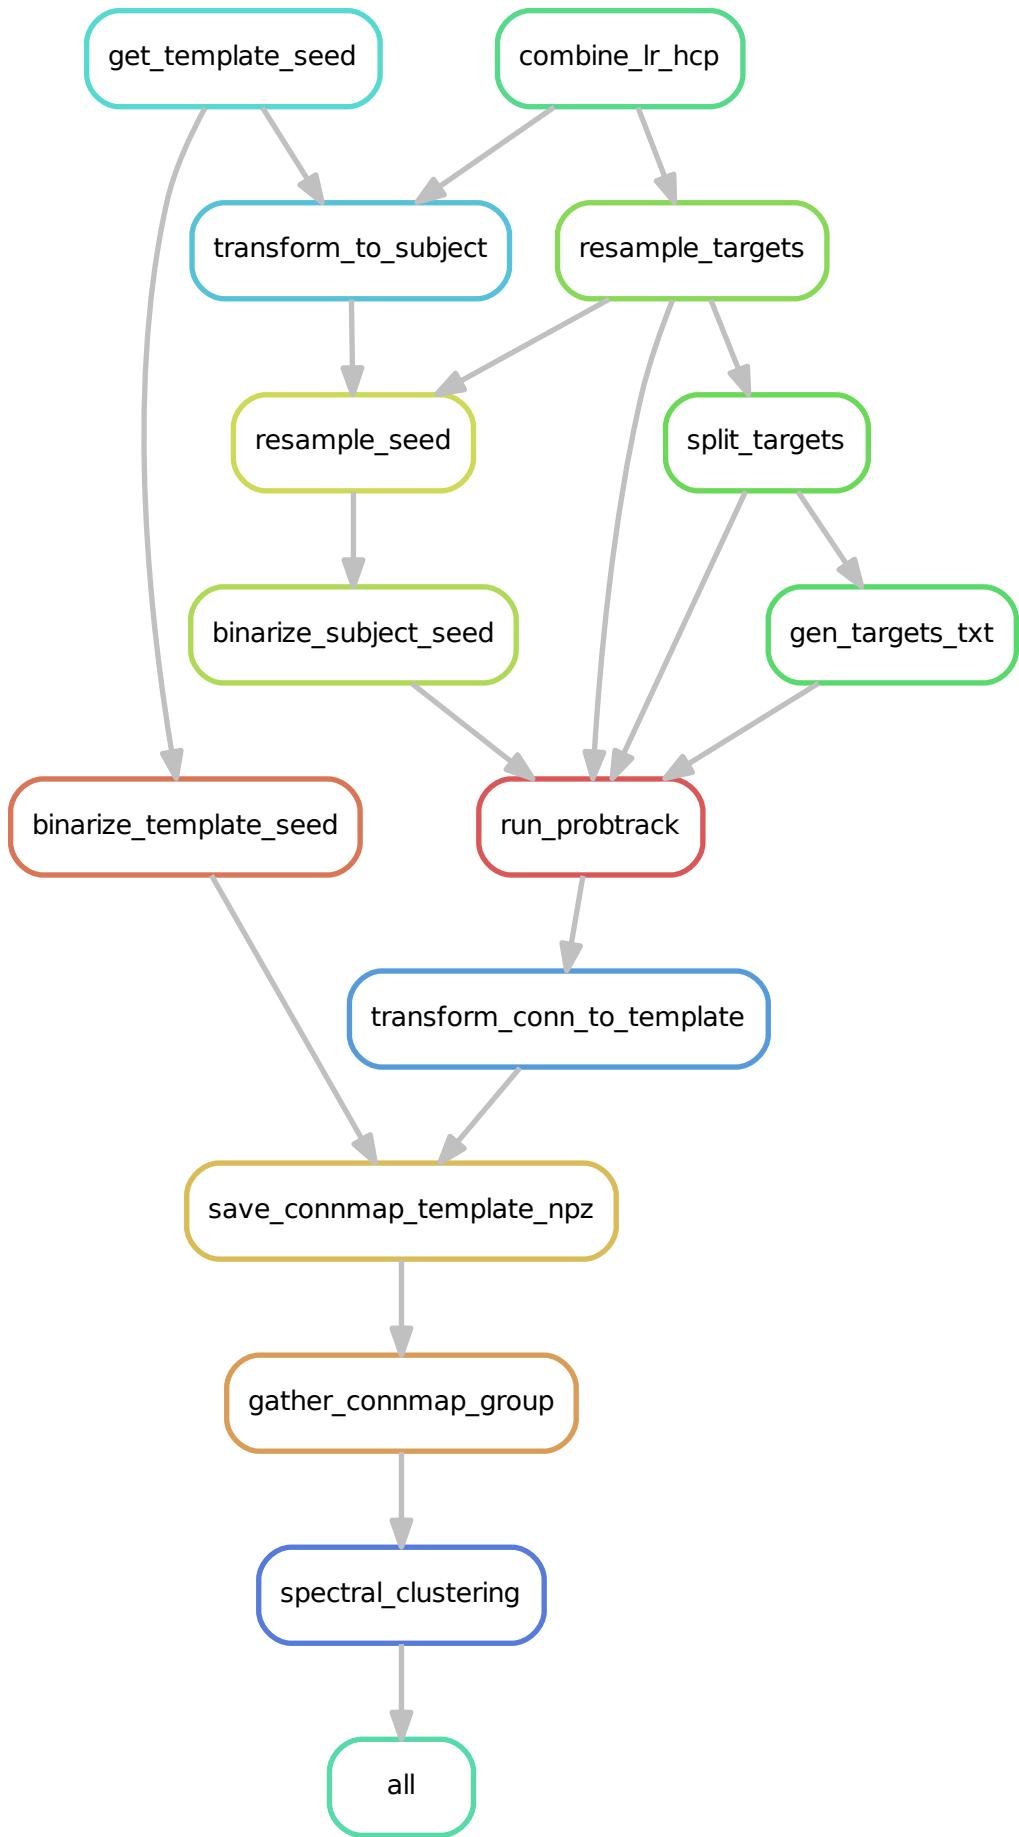 get_template_seed
combine_lr_hcp
transform_to_subject
resample_targets
resample_seed
split_targets
binarize_subject_seed
gen_targets_txt
binarize_template_seed
run_probtrack
transform_conn_to_template
save_connmap_template_npz
gather_connmap_group
spectral_clustering
all